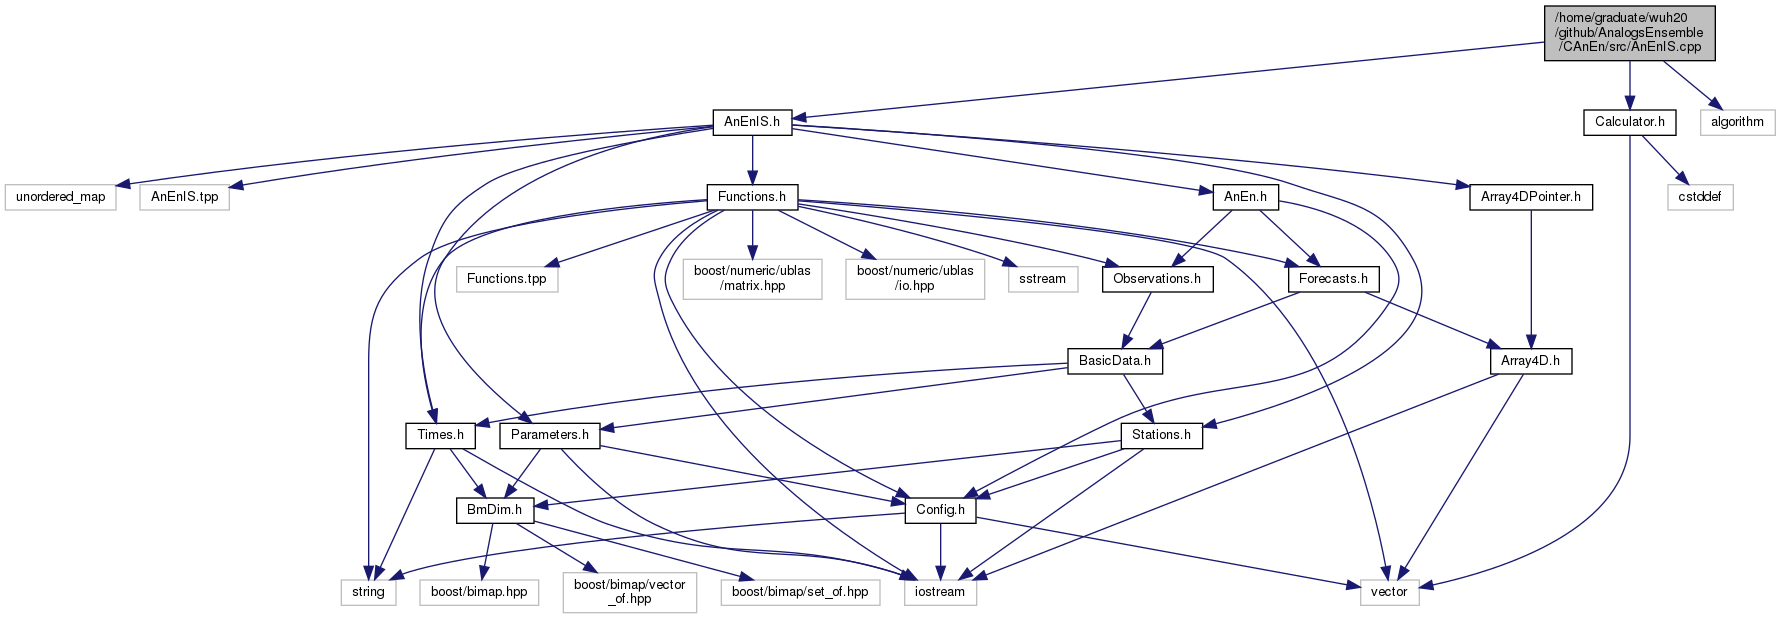 /home/graduate/wuh20
/github/AnalogsEnsemble
/CAnEn/src/AnEnIS.cpp
AnEnIS.h
Calculator.h
algorithm
unordered_map
AnEnIS.tpp
Functions.h
AnEn.h
Array4DPointer.h
cstddef
Functions.tpp
boost/numeric/ublas
/matrix.hpp
boost/numeric/ublas
/io.hpp
sstream
Observations.h
Forecasts.h
BasicData.h
Array4D.h
Times.h
Parameters.h
Stations.h
BmDim.h
Config.h
string
boost/bimap.hpp
boost/bimap/vector
_of.hpp
boost/bimap/set_of.hpp
iostream
vector